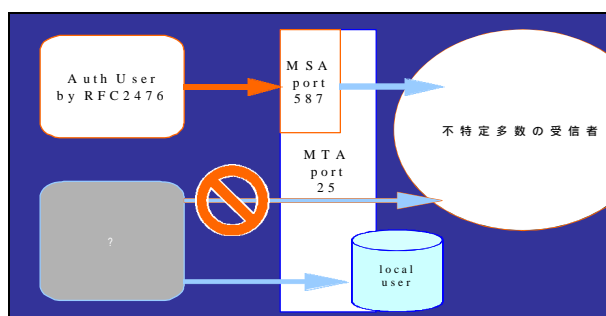 Auth User
by RFC2476
MSA
port
587
不特定多数の受信者
MTA
port
25
?
local
user